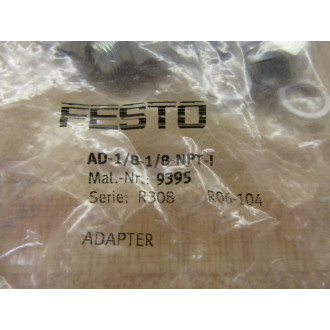 FESTO
AD-1/8-1/8-NPT-I
Mat.-Nr.: 9395
Serie: R308 R06-104
ADAPTER